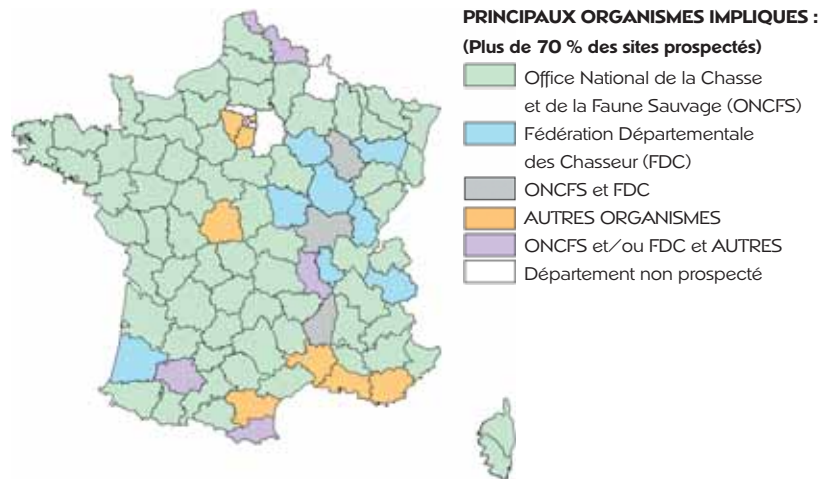 PRINCIPAUX ORGANISMES IMPLIQUES :
(Plus de 70 % des sites prospectés)
Office National de la Chasse
et de la Faune Sauvage (ONCFS)
Fédération Départementale
des Chasseur (FDC)
ONCFS et FDC
AUTRES ORGANISMES
ONCFS et/ou FDC et AUTRES
Département non prospecté